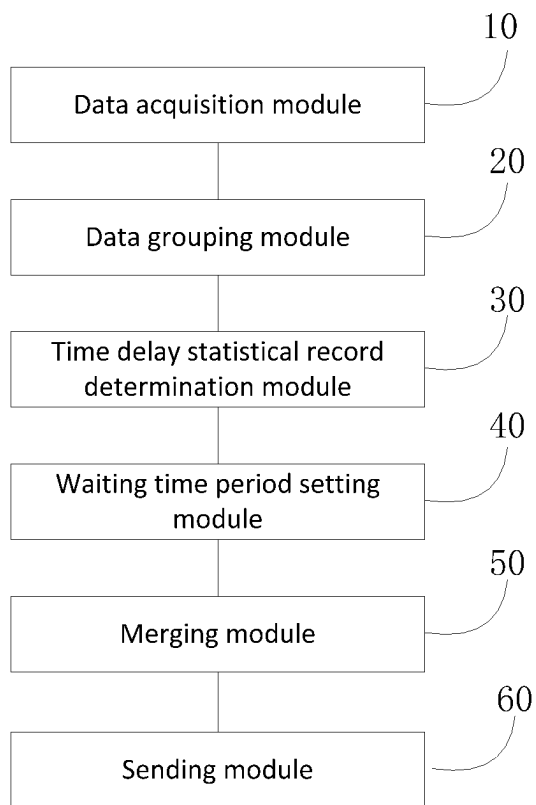 10
Data acquisition module
20
Data grouping module
30
Time delay statistical record
determination module
40
Waiting time period setting
module
50
Merging module
60
Sending module